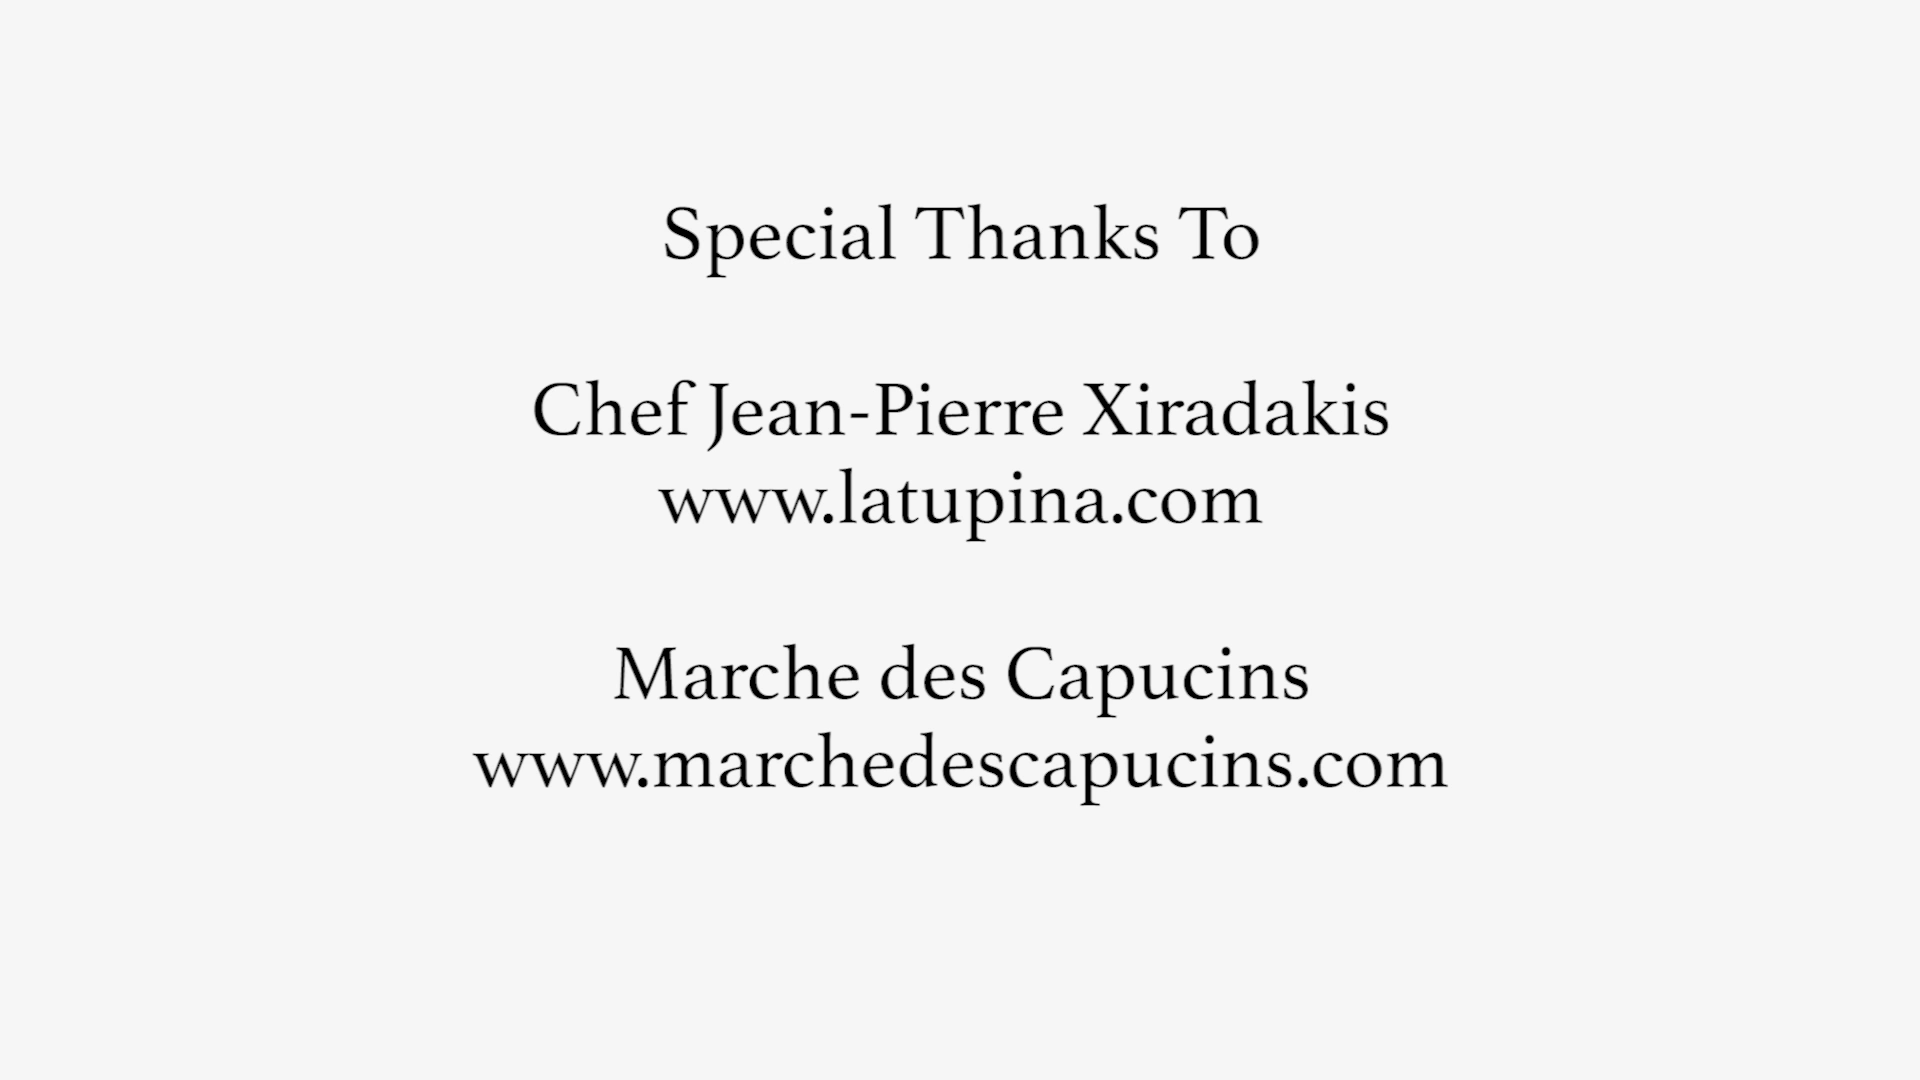 Special Thanks To
Chef Jean-Pierre Xiradakis
www.latupina.com
Marche des Capucins
www.marchedescapucins.com